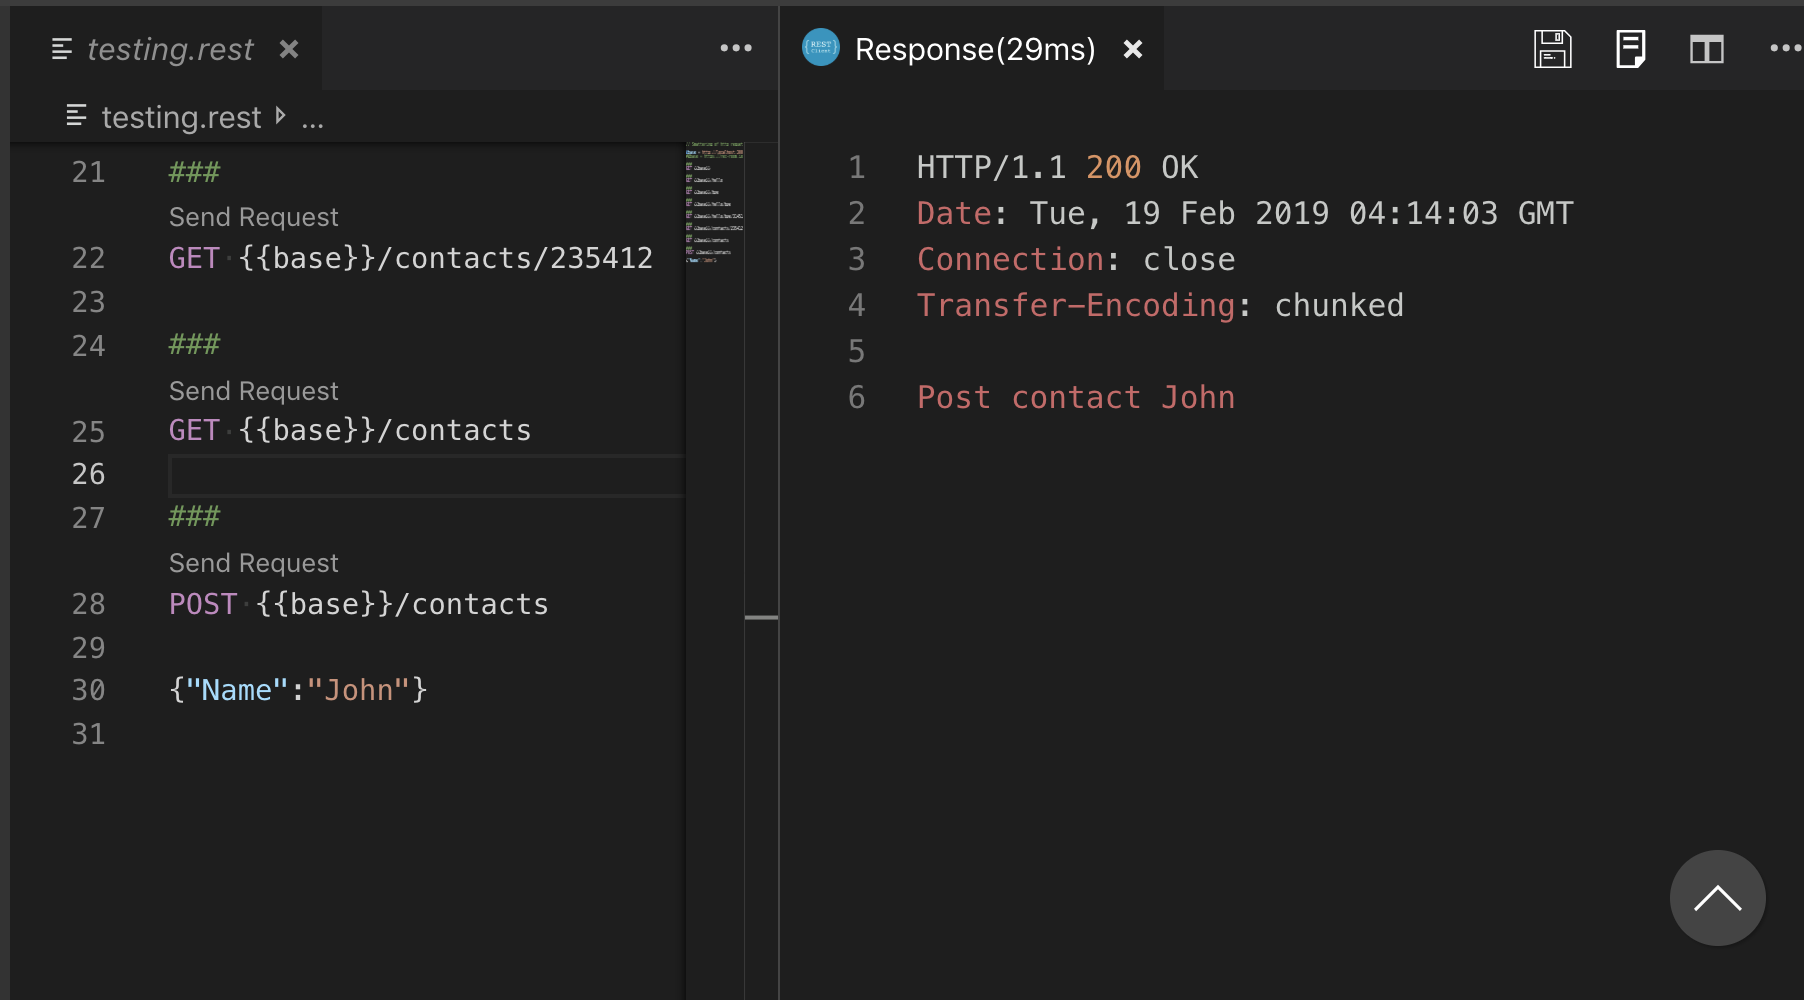 testing.rest
testing.rest ...
21 ###
Send Request
22 GET {{base}}/contacts/235412
23
24 ###
Send Request
25 GET {{base}}/contacts
26
27 ###
Send Request
28 POST {{base}}/contacts
29
30 {"Name":"John"}
31
{REST}
Client
Response(29ms)
1 HTTP/1.1 200 OK
2 Date: Tue, 19 Feb 2019 04:14:03 GMT
3 Connection: close
4 Transfer-Encoding: chunked
5
6 Post contact John